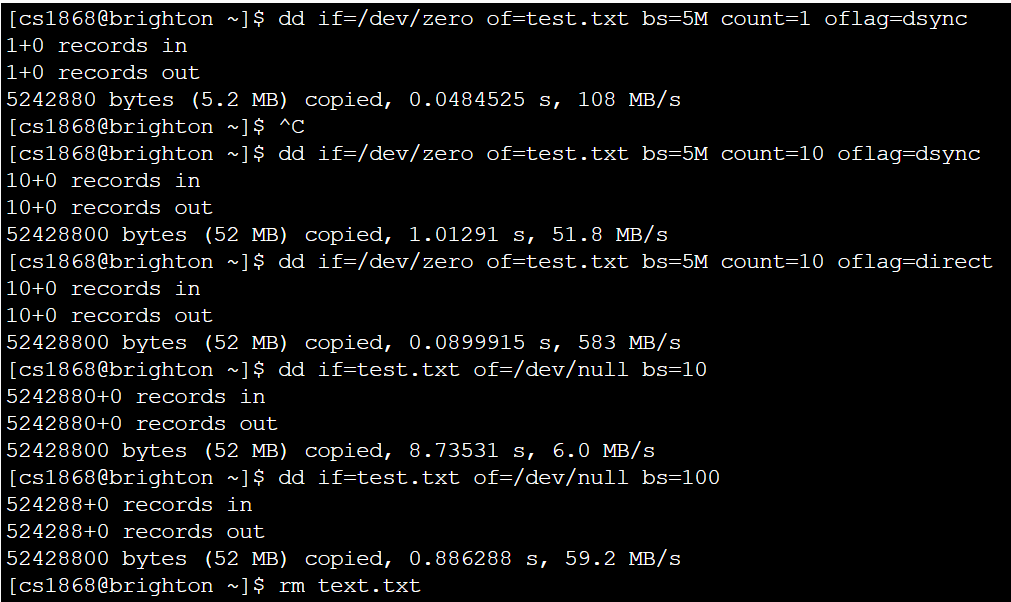 [cs1868@brighton ~]$ dd if=/dev/zero of=test.txt bs=5M count=1 oflag=dsync
1+0 records in
1+0 records out
5242880 bytes (5.2 MB) copied, 0.0484525 s, 108 MB/s
[cs1868@brighton ~]$ ^C
[cs1868@brighton ~]$ dd if=/dev/zero of=test.txt bs=5M count=10 oflag=dsync
10+0 records in
10+0 records out
52428800 bytes (52 MB) copied, 1.01291 s, 51.8 MB/s
[cs1868@brighton ~]$ dd if=/dev/zero of=test.txt bs=5M count=10 oflag=direct
10+0 records in
10+0 records out
52428800 bytes (52 MB) copied, 0.0899915 s, 583 MB/s
[cs1868@brighton ~]$ dd if=test.txt of=/dev/null bs=10
5242880+0 records in
5242880+0 records out
52428800 bytes (52 MB) copied, 8.73531 s, 6.0 MB/s
[cs1868@brighton ~]$ dd if=test.txt of=/dev/null bs=100
524288+0 records in
524288+0 records out
52428800 bytes (52 MB) copied, 0.886288 s, 59.2 MB/s
[cs1868@brighton ~]$ rm text.txt